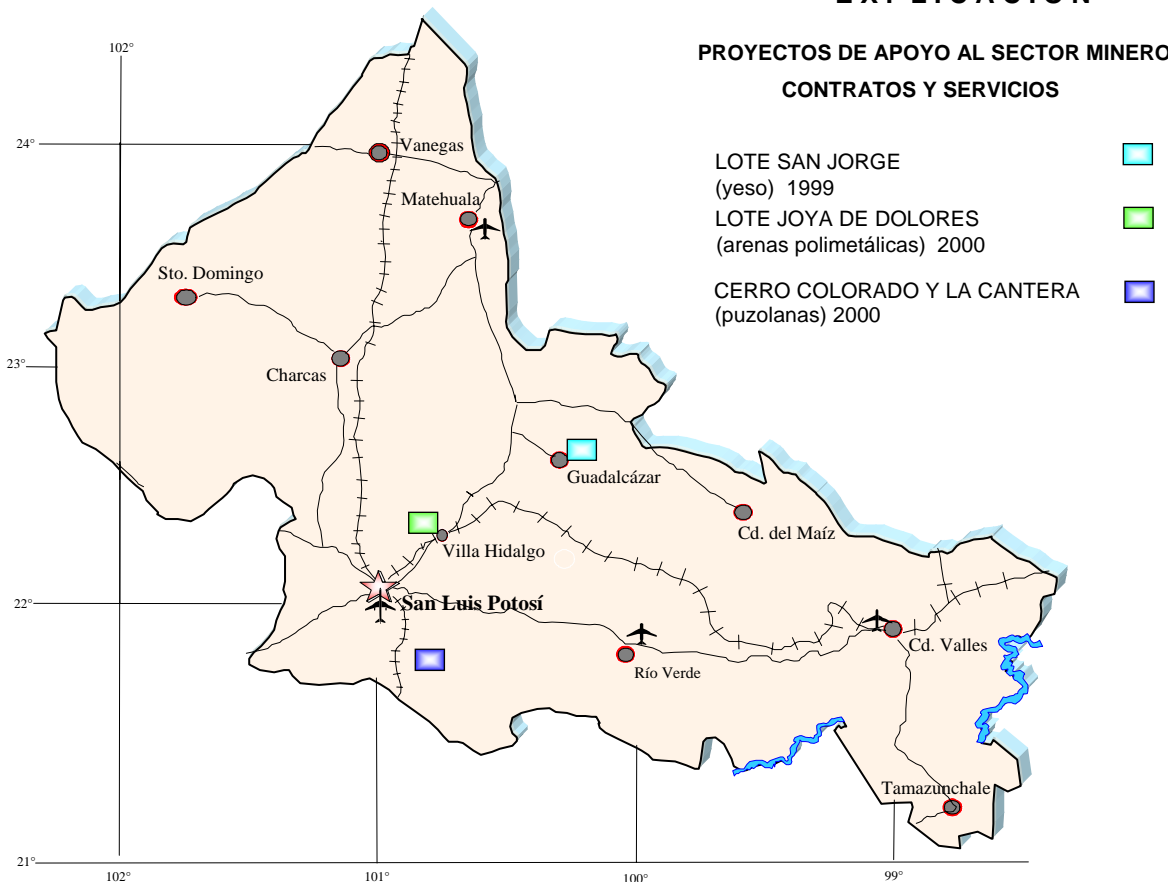 E X P L I C A C I Ó N
PROYECTOS DE APOYO AL SECTOR MINERO
CONTRATOS Y SERVICIOS
LOTE SAN JORGE
(yeso) 1999
LOTE JOYA DE DOLORES
(arenas polimetálicas) 2000
CERRO COLORADO Y LA CANTERA
(puzolanas) 2000
102°
24°
Vanegas
Matehuala
Sto. Domingo
23°
Charcas
Guadalcázar
Cd. del Maíz
Villa Hidalgo
22°
San Luis Potosí
Cd. Valles
Río Verde
Tamazunchale
21°
102°
101°
100°
99°